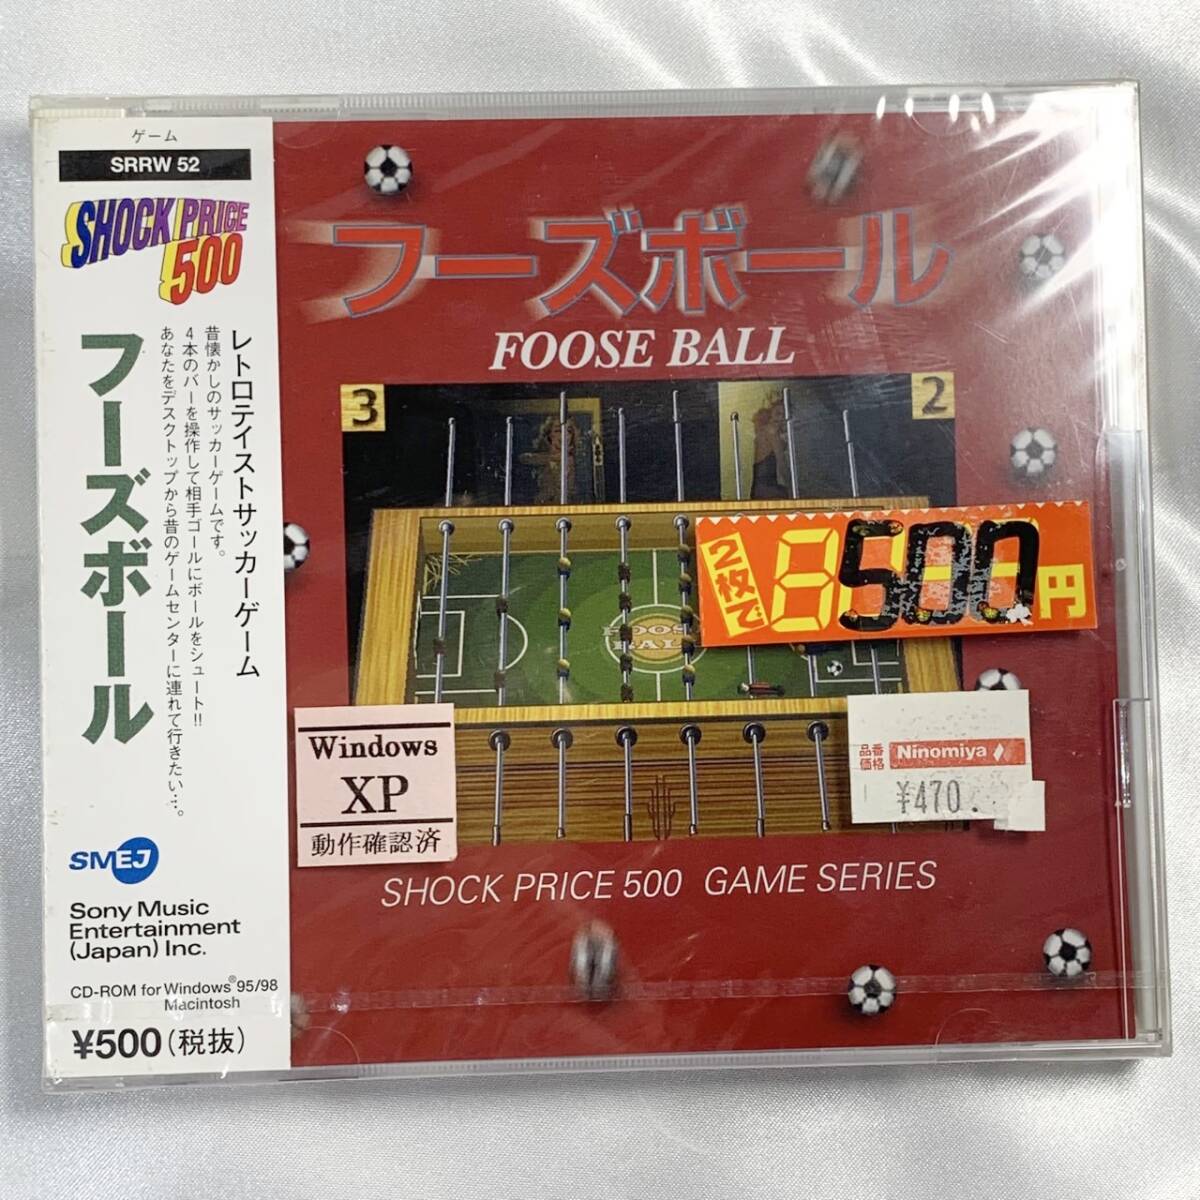 ゲーム
SRRW 52
SHOCK PRICE
500
フーズボール
レトロテイストサッカーゲーム
昔懐かしのサッカーゲームです。
4本のバーを操作して相手ゴールにボールをシュート!!
あなたをデスクトップから昔のゲームセンターに連れて行きたい…。
SMEJ
Sony Music
Entertainment
(Japan) Inc.
CD-ROM for Windows® 95/98
Macintosh
¥500(税抜)
フーズボール
FOOSE BALL
3
2
FOOSE
BALL
2枚で
500円
Windows
XP
動作確認済
品番
価格
Ninomiya
¥470.
SHOCK PRICE 500 GAME SERIES